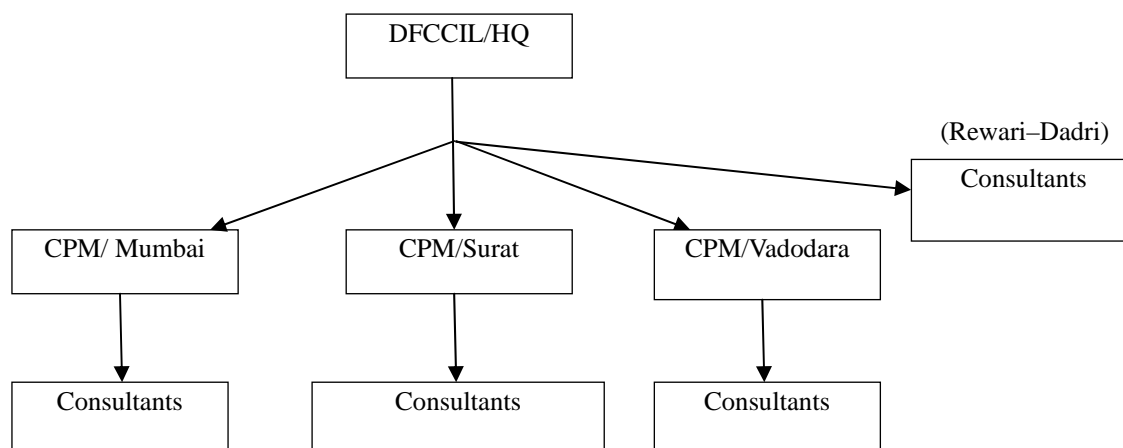 DFCCIL/HQ
(Rewari–Dadri)
Consultants
CPM/ Mumbai
CPM/Surat
CPM/Vadodara
Consultants
Consultants
Consultants